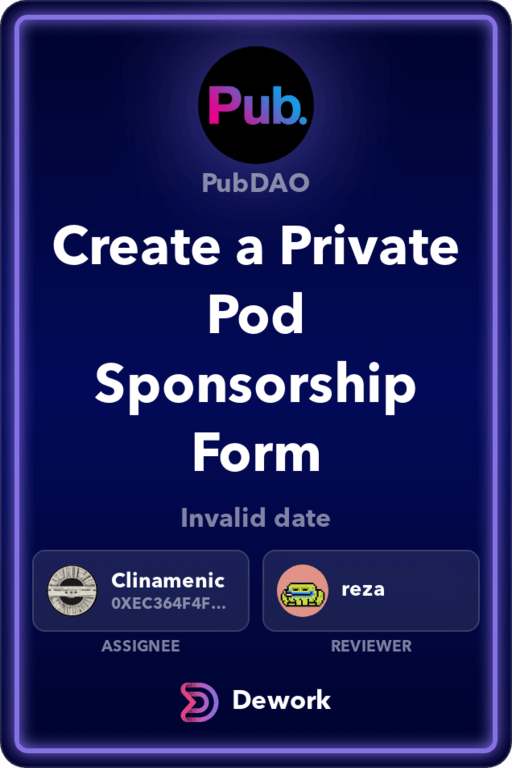 Pub.
PubDAO
Create a Private
Pod
Sponsorship
Form
Invalid date
Clinamenic
0XEC364F4F...
reza
ASSIGNEE
REVIEWER
Dework